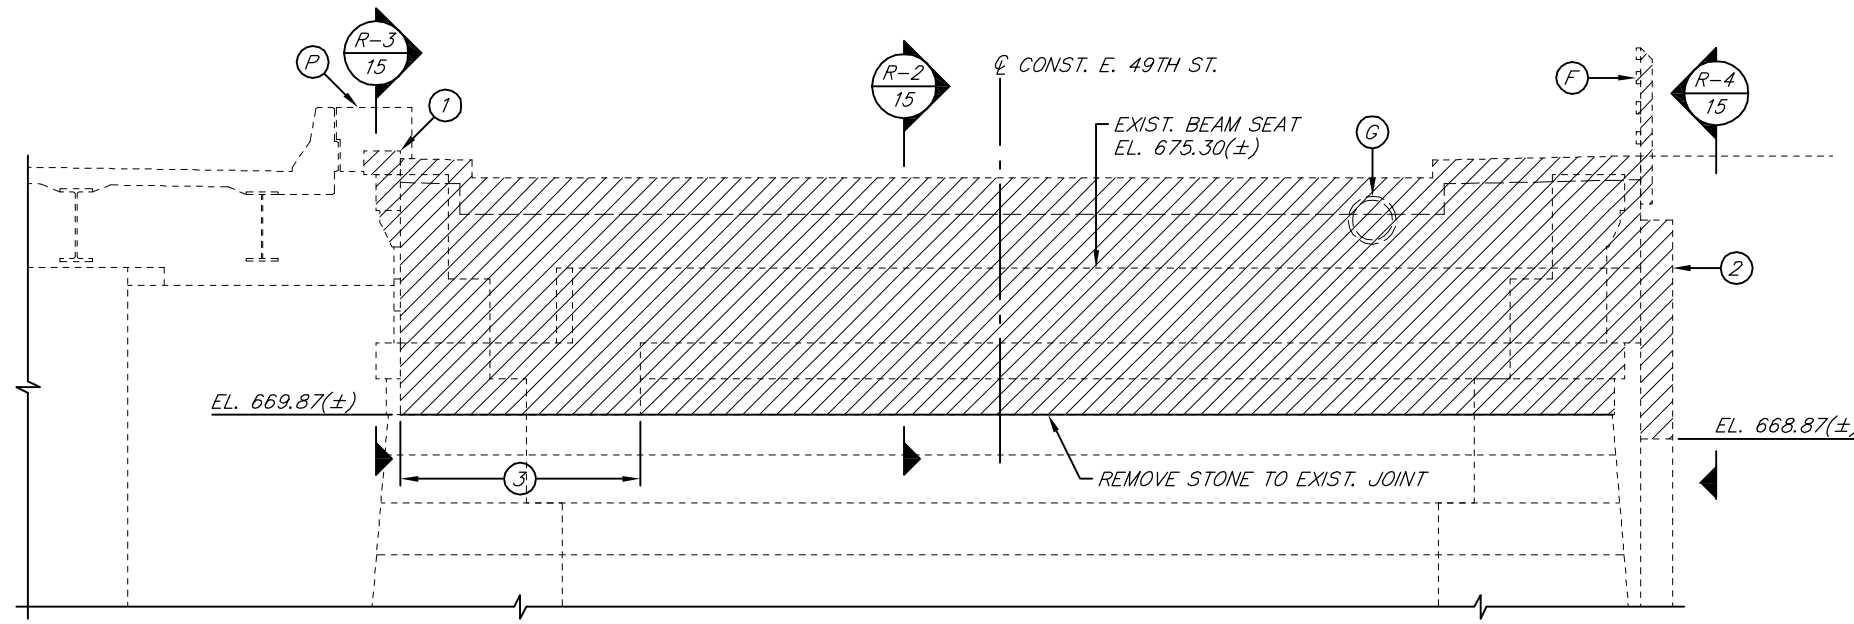 R-3
15
P
1
R-2
15
℄ CONST. E. 49TH ST.
F
R-4
15
EXIST. BEAM SEAT
EL. 675.30(±)
G
2
EL. 669.87(±)
EL. 668.87(±)
3
REMOVE STONE TO EXIST. JOINT